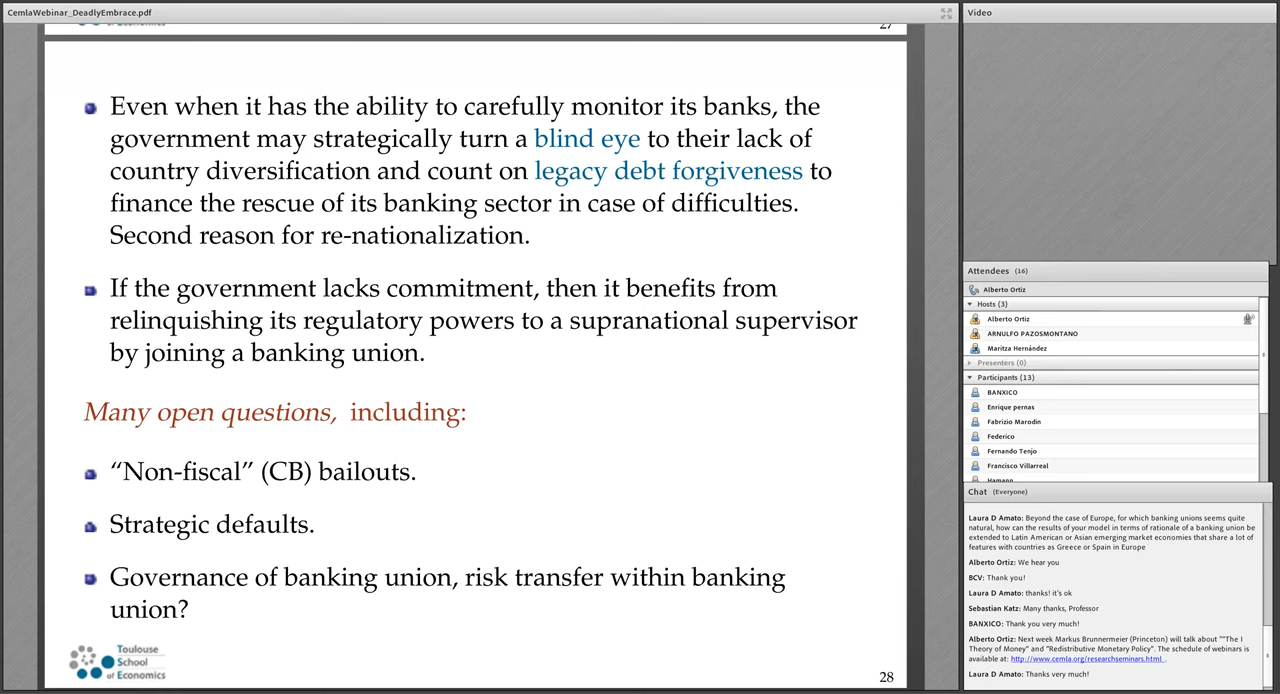 CemlaWebinar_DeadlyEmbrace.pdf
27
Even when it has the ability to carefully monitor its banks, the
government may strategically turn a blind eye to their lack of
country diversification and count on legacy debt forgiveness to
finance the rescue of its banking sector in case of difficulties.
Second reason for re-nationalization.
If the government lacks commitment, then it benefits from
relinquishing its regulatory powers to a supranational supervisor
by joining a banking union.
Many open questions, including:
“Non-fiscal” (CB) bailouts.
Strategic defaults.
Governance of banking union, risk transfer within banking
union?
Toulouse
School
of Economics
28
Video
Attendees (16)
Alberto Ortiz
Hosts (3)
Alberto Ortiz
ARNULFO PAZOSMONTANO
Maritza Hernández
Presenters (0)
Participants (13)
BANXICO
Enrique pernas
Fabrizio Marodin
Federico
Fernando Tenjo
Francisco Villarreal
Hamano
Chat (Everyone)
Laura D Amato: Beyond the case of Europe, for which banking unions seems quite
natural, how can the results of your model in terms of rationale of a banking union be
extended to Latin American or Asian emerging market economies that share a lot of
features with countries as Greece or Spain in Europe
Alberto Ortiz: We hear you
BCV: Thank you!
Laura D Amato: thanks! it's ok
Sebastian Katz: Many thanks, Professor
BANXICO: Thank you very much!
Alberto Ortiz: Next week Markus Brunnermeier (Princeton) will talk about ""The I
Theory of Money" and "Redistributive Monetary Policy". The schedule of webinars is
available at: http://www.cemla.org/researchseminars.html .
Laura D Amato: Thanks very much!